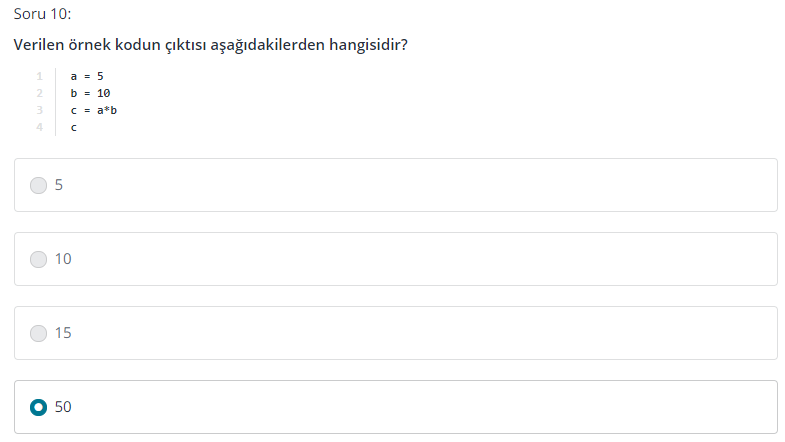 Soru 10:
Verilen örnek kodun çıktısı aşağıdakilerden hangisidir?
1 a = 5
2 b = 10
3 c = a*b
4 c
5
10
15
50